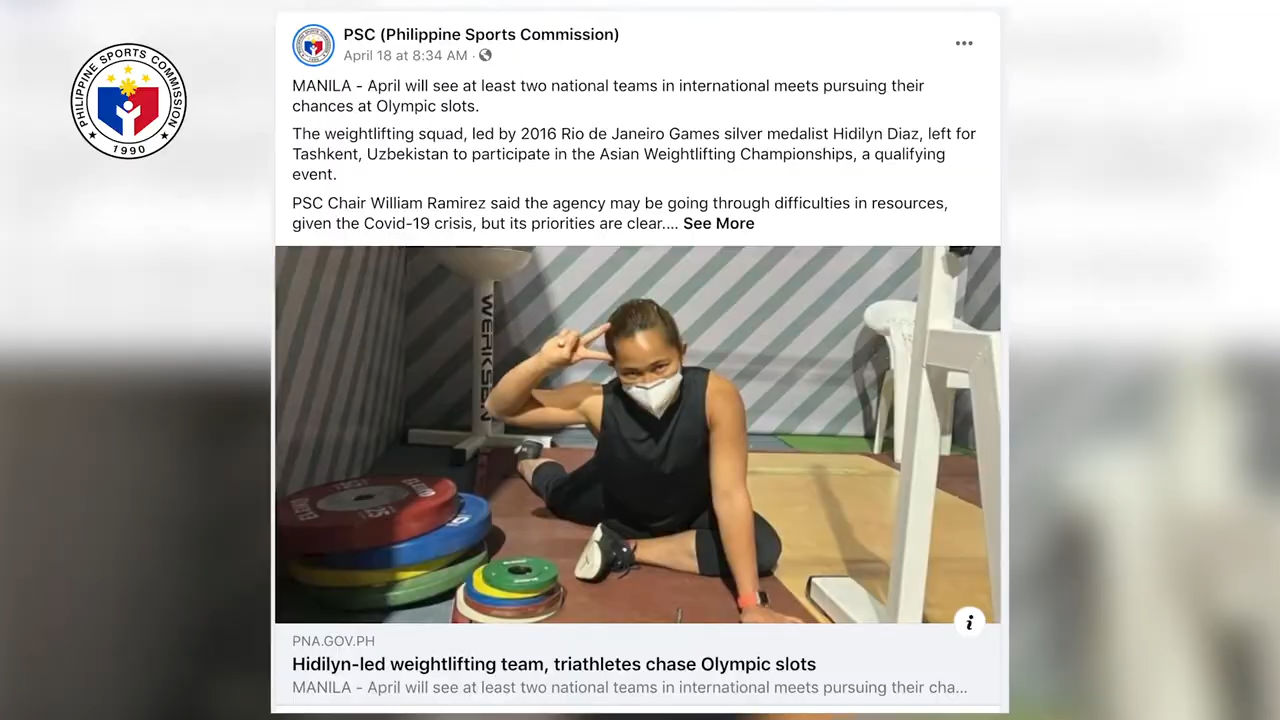 PHILIPPINE SPORTS COMMISSION
1990
PSC (Philippine Sports Commission)
April 18 at 8:34 AM ·
MANILA - April will see at least two national teams in international meets pursuing their
chances at Olympic slots.
The weightlifting squad, led by 2016 Rio de Janeiro Games silver medalist Hidilyn Diaz, left for
Tashkent, Uzbekistan to participate in the Asian Weightlifting Championships, a qualifying
event.
PSC Chair William Ramirez said the agency may be going through difficulties in resources,
given the Covid-19 crisis, but its priorities are clear.... See More
WERKSAN
25
PNA.GOV.PH
Hidilyn-led weightlifting team, triathletes chase Olympic slots
MANILA - April will see at least two national teams in international meets pursuing their cha...